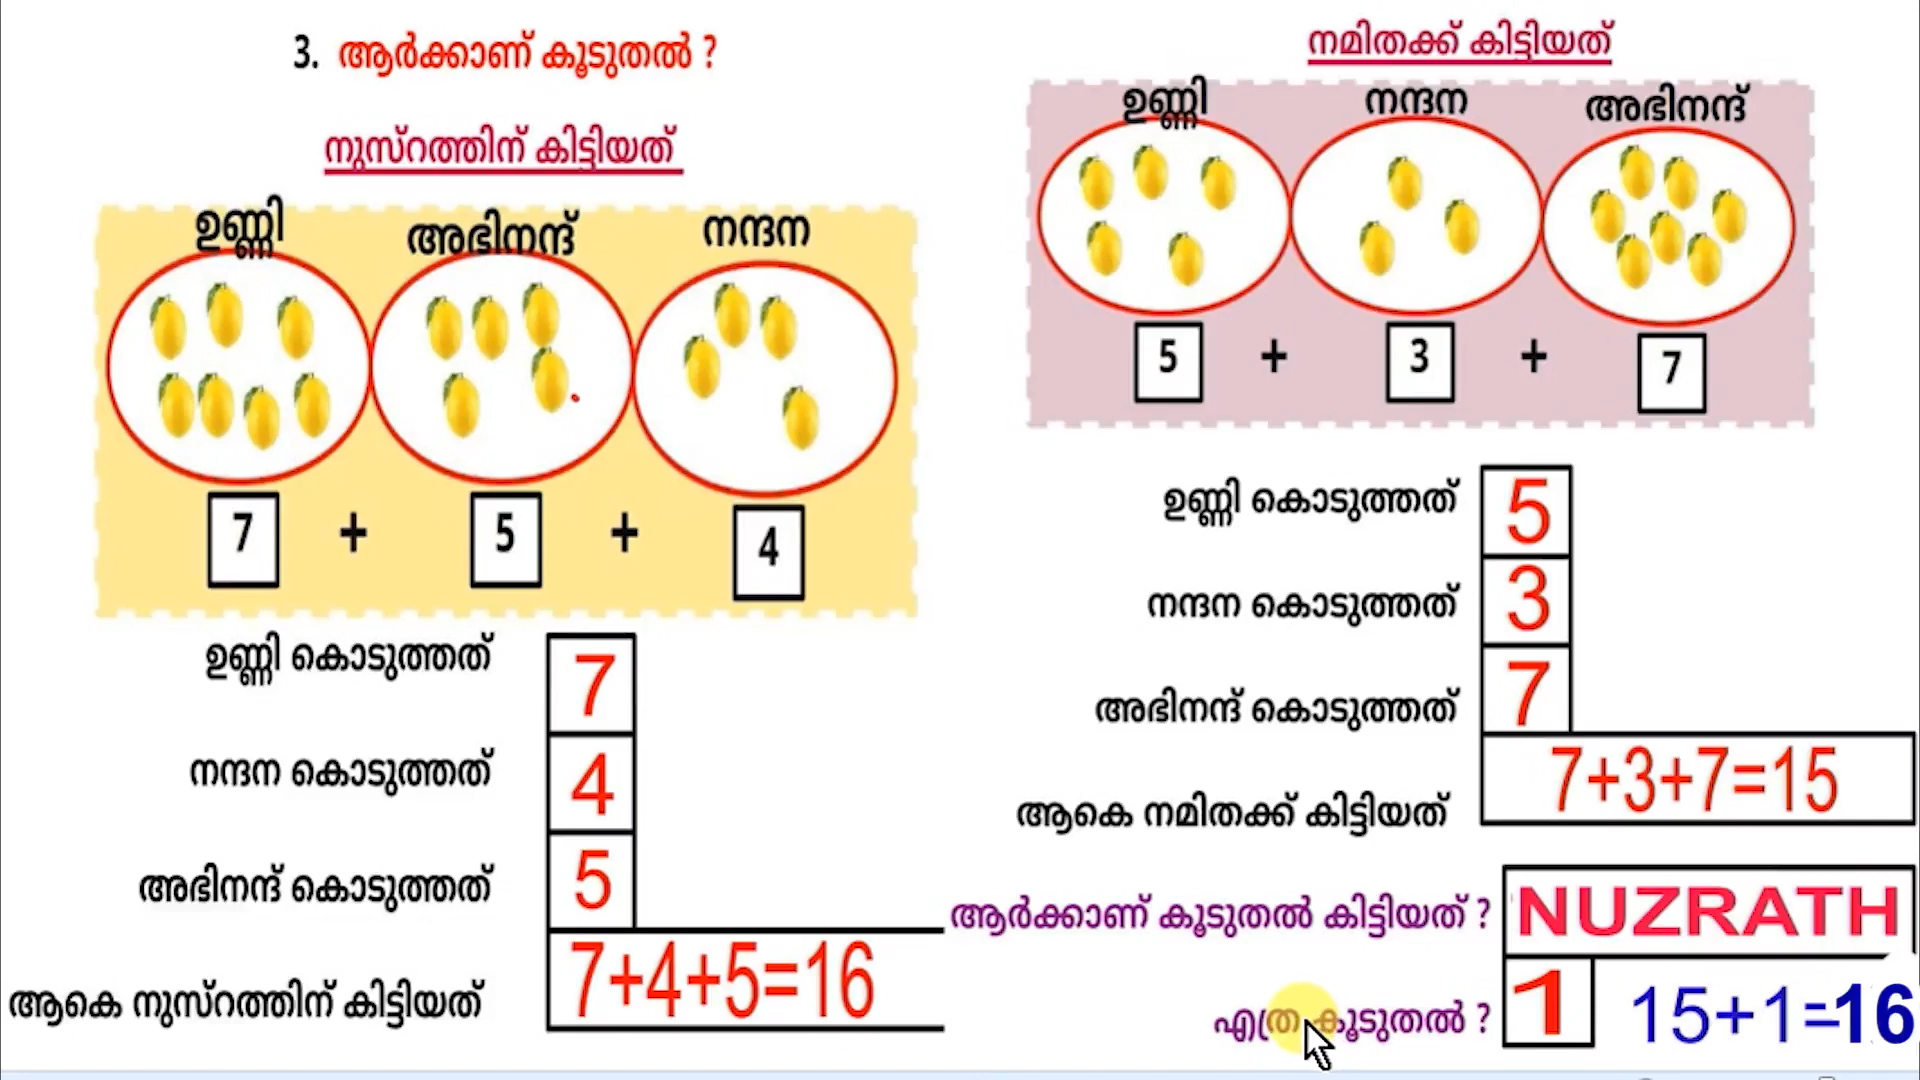 3. ആർക്കാണ് കൂടുതൽ ?
നുസ്റത്തിന് കിട്ടിയത്
ഉണ്ണി അഭിനന്ദ് നന്ദന
7 + 5 + 4
ഉണ്ണി കൊടുത്തത് 7
നന്ദന കൊടുത്തത് 4
അഭിനന്ദ് കൊടുത്തത് 5
ആകെ നുസ്റത്തിന് കിട്ടിയത് 7+4+5=16
നമിതക്ക് കിട്ടിയത്
ഉണ്ണി നന്ദന അഭിനന്ദ്
5 + 3 + 7
ഉണ്ണി കൊടുത്തത് 5
നന്ദന കൊടുത്തത് 3
അഭിനന്ദ് കൊടുത്തത് 7
ആകെ നമിതക്ക് കിട്ടിയത് 7+3+7=15
ആർക്കാണ് കൂടുതൽ കിട്ടിയത് ? NUZRATH
എത്ര കൂടുതൽ ? 1 15+1=16